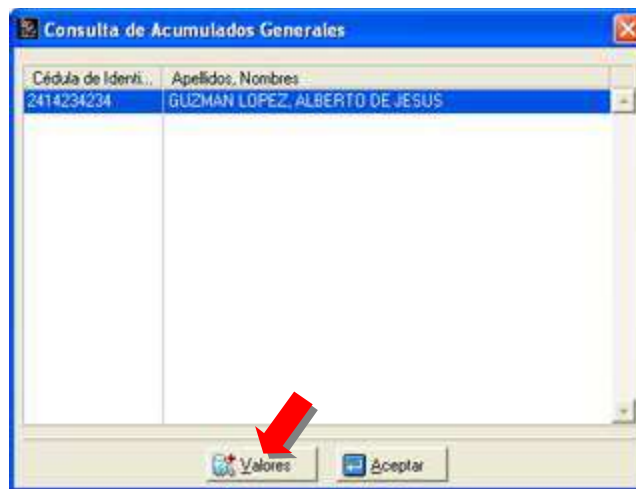 Consulta de Acumulados Generales
Cédula de Identi... Apellidos, Nombres
2414234234 GUZMAN LOPEZ, ALBERTO DE JESUS
Valores Aceptar